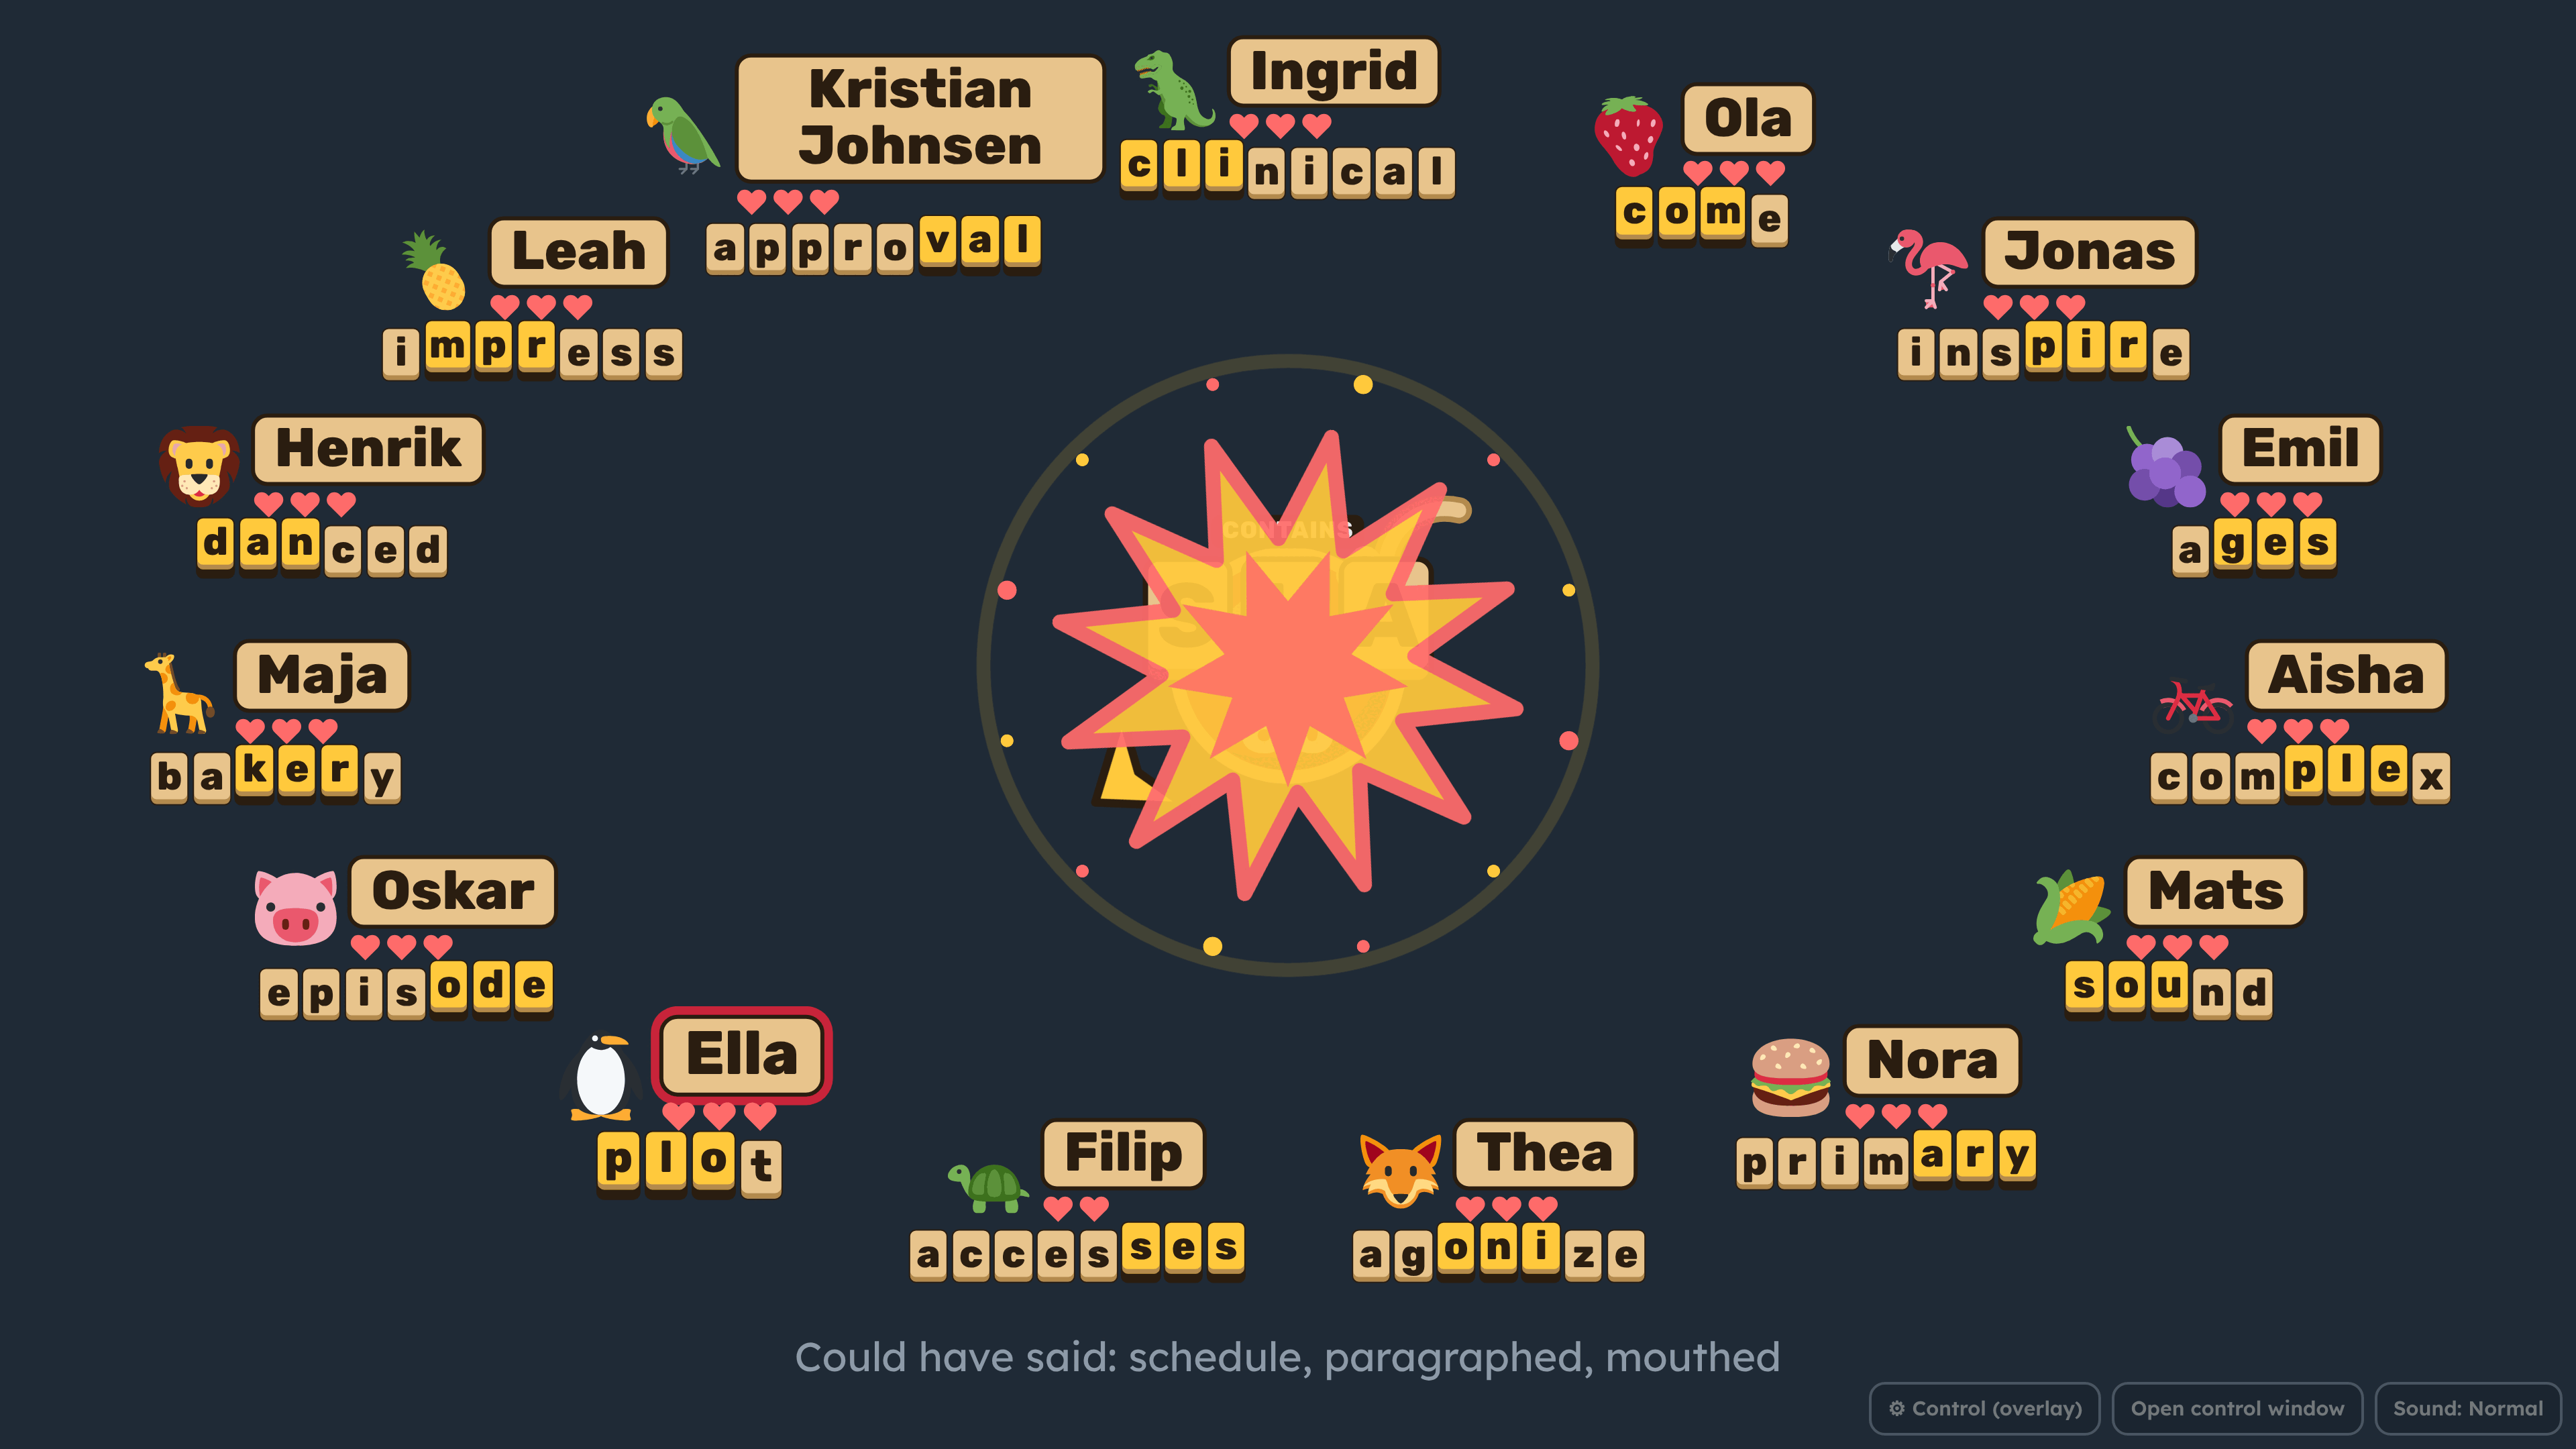 Kristian
Johnsen
approval
Ingrid
clinical
Ola
come
Leah
impress
Jonas
inspire
Henrik
danced
Emil
ages
CONTAINS
Maja
bakery
Aisha
complex
Oskar
episode
Mats
sound
Ella
plot
Nora
primary
Filip
accesses
Thea
agonize
Could have said: schedule, paragraphed, mouthed
Control (overlay)
Open control window
Sound: Normal